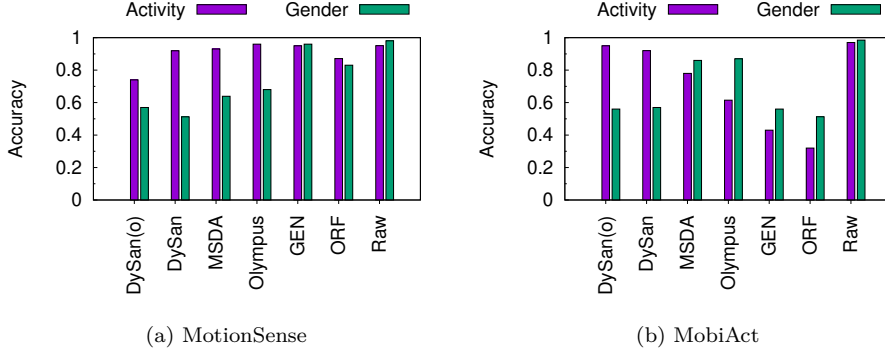 Activity Gender
Accuracy
1
0.8
0.6
0.4
0.2
0
DySan(o)
DySan
MSDA
Olympus
GEN
ORF
Raw
(a) MotionSense
Activity Gender
Accuracy
1
0.8
0.6
0.4
0.2
0
DySan(o)
DySan
MSDA
Olympus
GEN
ORF
Raw
(b) MobiAct